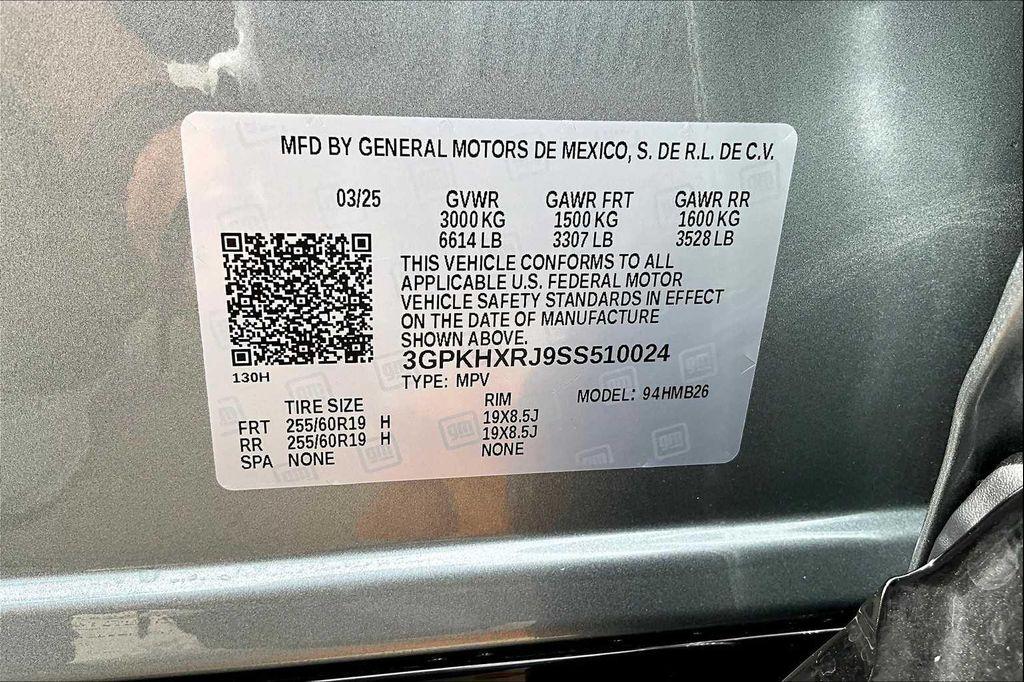 MFD BY GENERAL MOTORS DE MEXICO, S. DE R.L. DE C.V.
03/25 GVWR GAWR FRT GAWR RR
3000 KG 1500 KG 1600 KG
6614 LB 3307 LB 3528 LB
THIS VEHICLE CONFORMS TO ALL
APPLICABLE U.S. FEDERAL MOTOR
VEHICLE SAFETY STANDARDS IN EFFECT
ON THE DATE OF MANUFACTURE
SHOWN ABOVE.
3GPKHXRJ9SS510024
130H
TYPE: MPV MODEL: 94HMB26
TIRE SIZE RIM
FRT 255/60R19 H 19X8.5J
RR 255/60R19 H 19X8.5J
SPA NONE NONE
gm